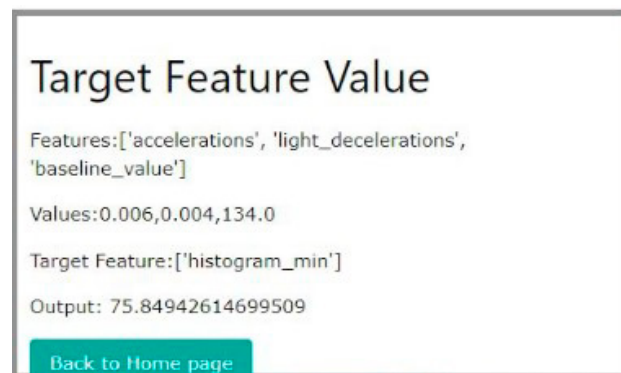 Target Feature Value
Features:['accelerations', 'light_decelerations',
'baseline_value']
Values:0.006,0.004,134.0
Target Feature:['histogram_min']
Output: 75.84942614699509
Back to Home page